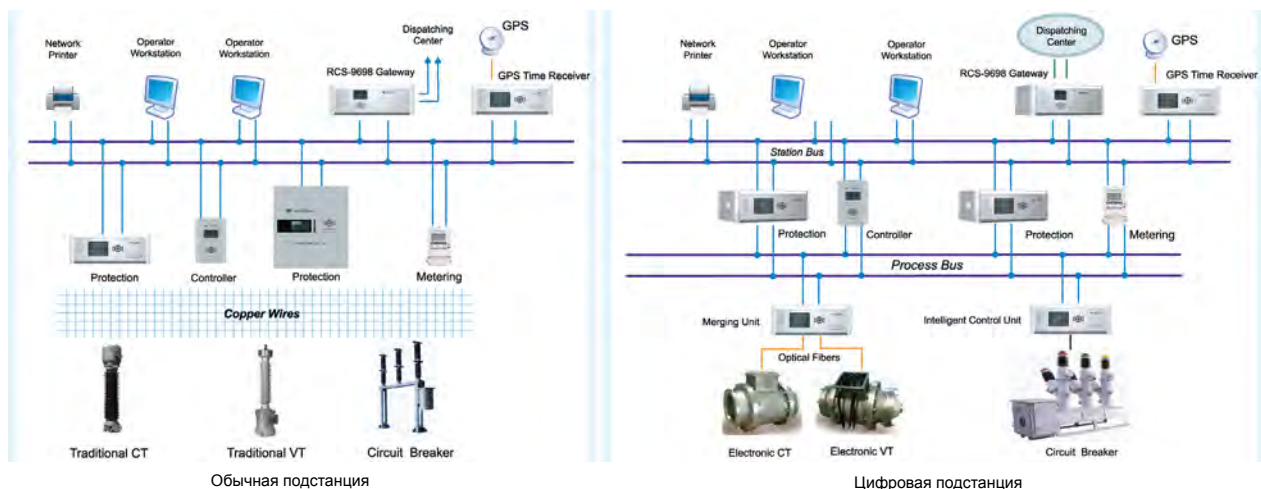 Network
Printer
Operator
Workstation
Operator
Workstation
Dispatching
Center
GPS
RCS-9698 Gateway
GPS Time Receiver
Protection
Controller
Protection
Metering
Copper Wires
Traditional CT
Traditional VT
Circuit Breaker
Обычная подстанция
Network
Printer
Operator
Workstation
Operator
Workstation
Dispatching
Center
GPS
RCS-9698 Gateway
GPS Time Receiver
Station Bus
Protection
Controller
Protection
Metering
Process Bus
Merging Unit
Intelligent Control Unit
Optical Fibers
Electronic CT
Electronic VT
Circuit Breaker
Цифровая подстанция